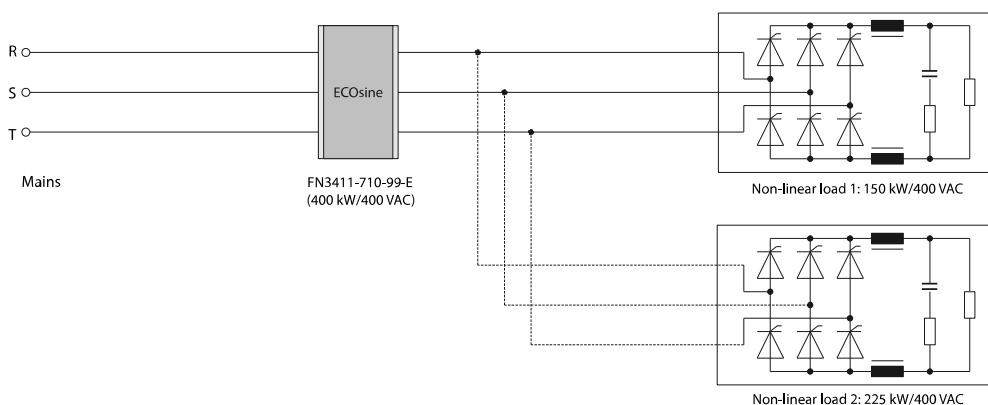 R
S
T
ECOsine
Mains
FN3411-710-99-E
(400 kW/400 VAC)
Non-linear load 1: 150 kW/400 VAC
Non-linear load 2: 225 kW/400 VAC